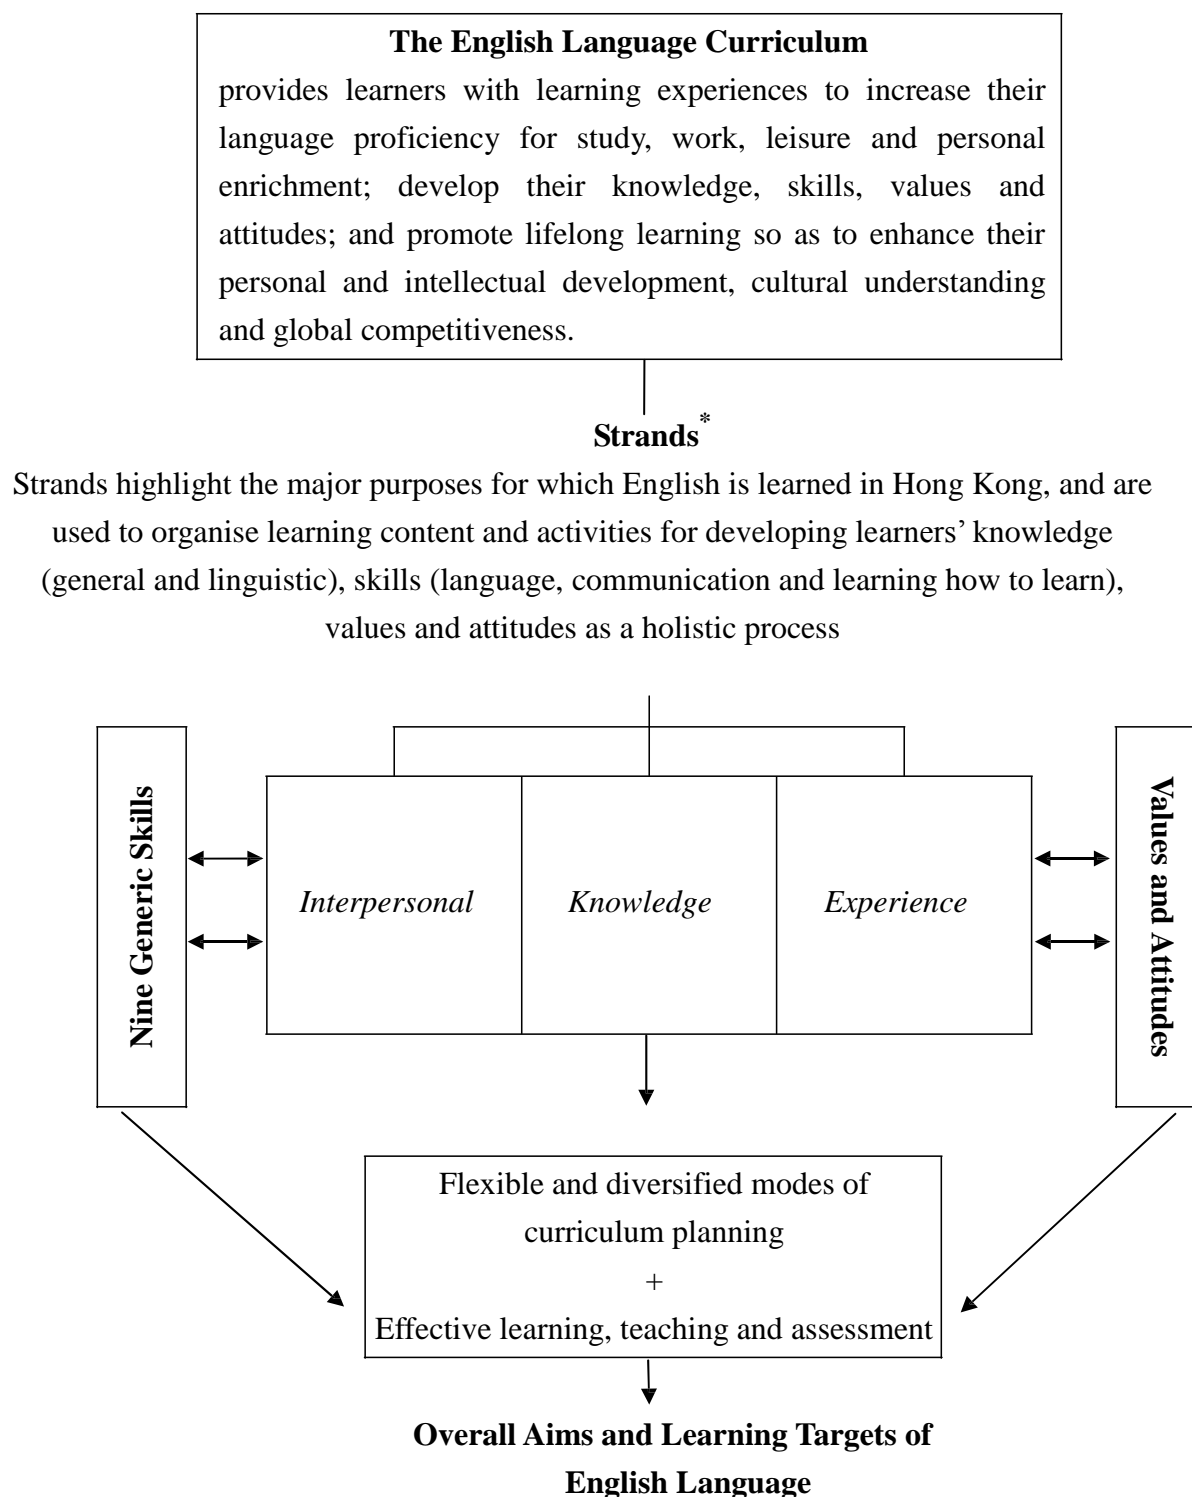 The English Language Curriculum
provides learners with learning experiences to increase their
language proficiency for study, work, leisure and personal
enrichment; develop their knowledge, skills, values and
attitudes; and promote lifelong learning so as to enhance their
personal and intellectual development, cultural understanding
and global competitiveness.
Strands*
Strands highlight the major purposes for which English is learned in Hong Kong, and are
used to organise learning content and activities for developing learners’ knowledge
(general and linguistic), skills (language, communication and learning how to learn),
values and attitudes as a holistic process
Nine Generic Skills
Interpersonal
Knowledge
Experience
Values and Attitudes
Flexible and diversified modes of
curriculum planning
+
Effective learning, teaching and assessment
Overall Aims and Learning Targets of
English Language